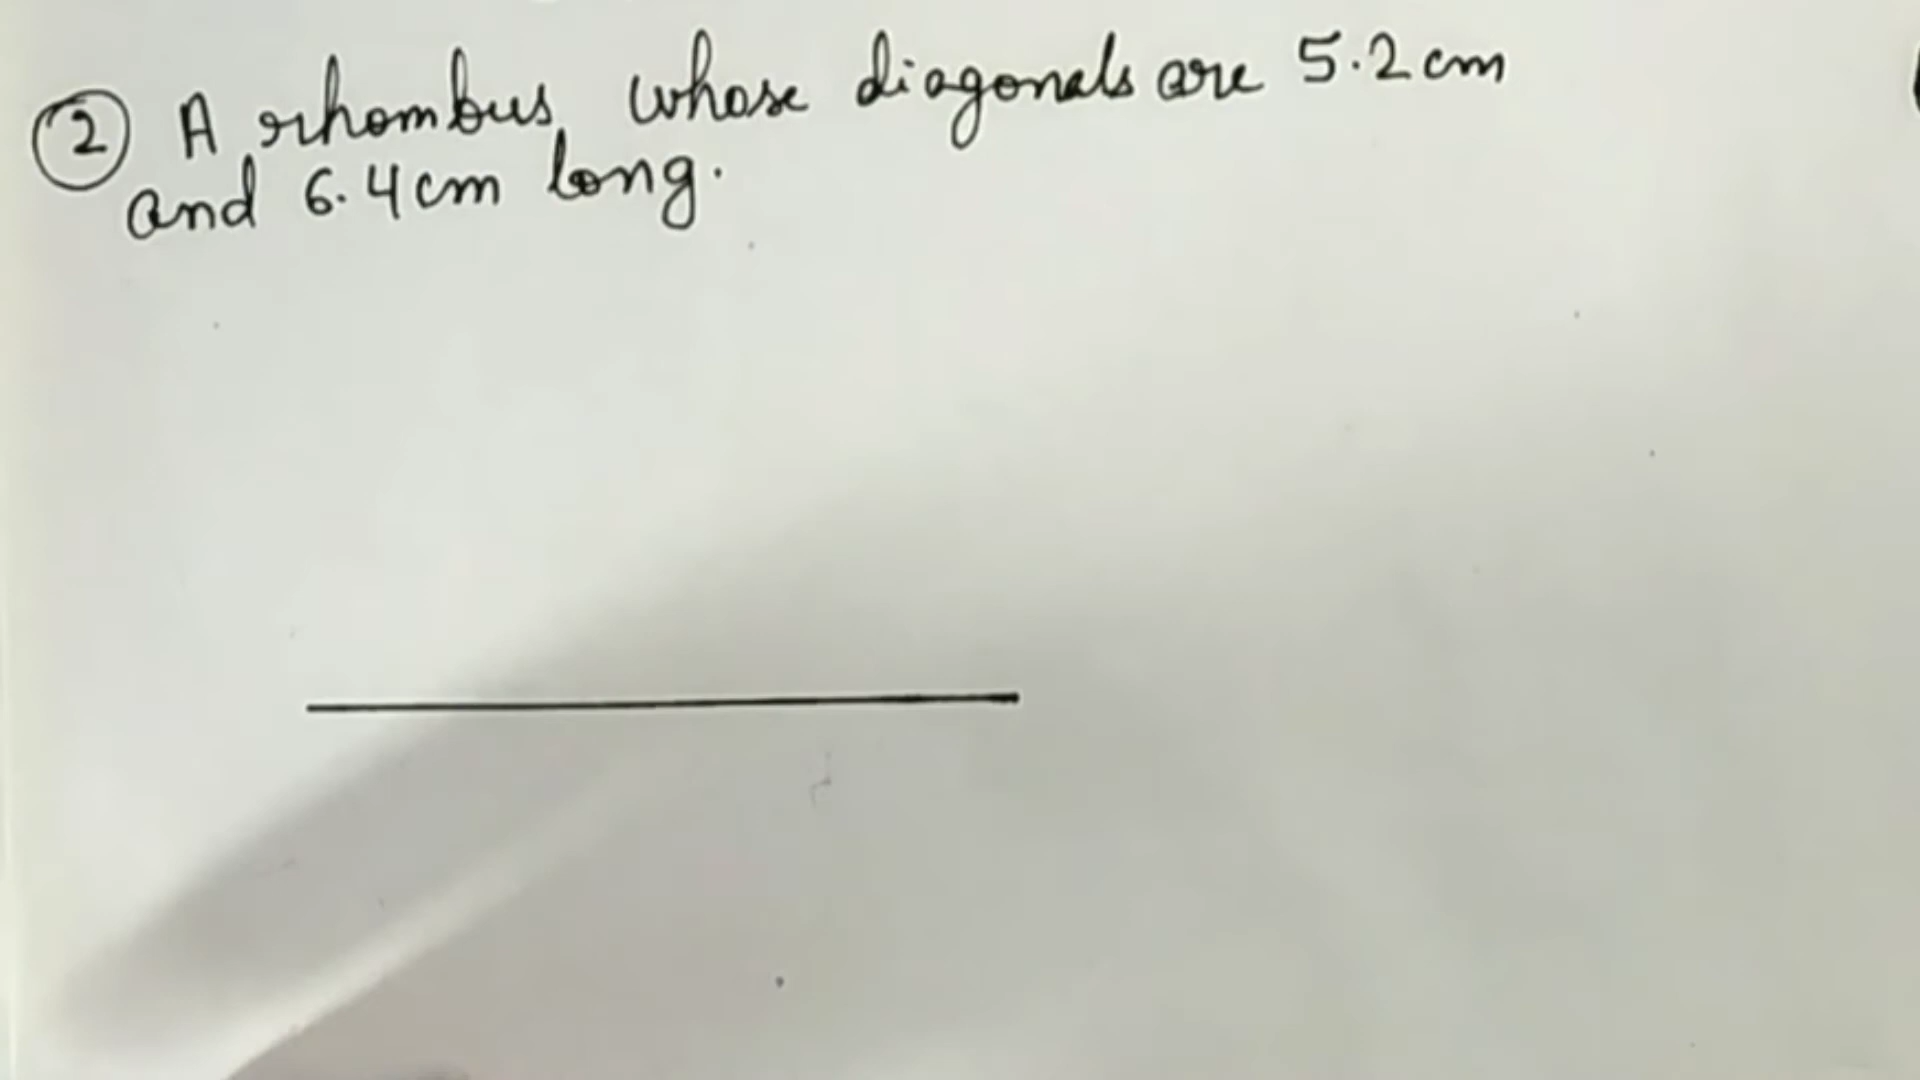 ② A rhombus whose diagonals are 5.2 cm
and 6.4 cm long.